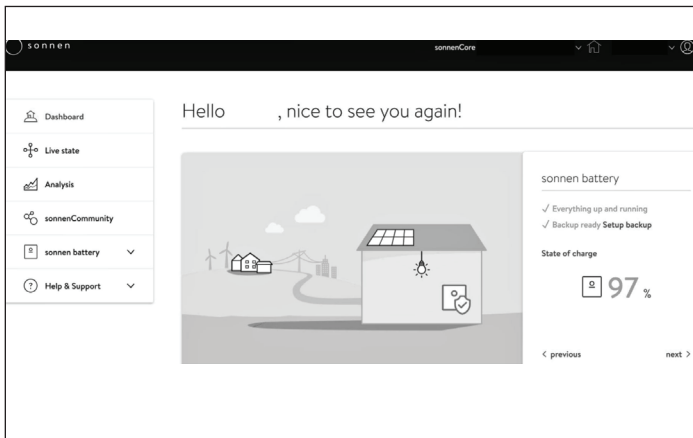 sonnen
sonnenCore
Dashboard
Live state
Analysis
sonnenCommunity
sonnen battery
Help & Support
Hello , nice to see you again!
sonnen battery
Everything up and running
Backup ready Setup backup
State of charge
97 %
< previous next >